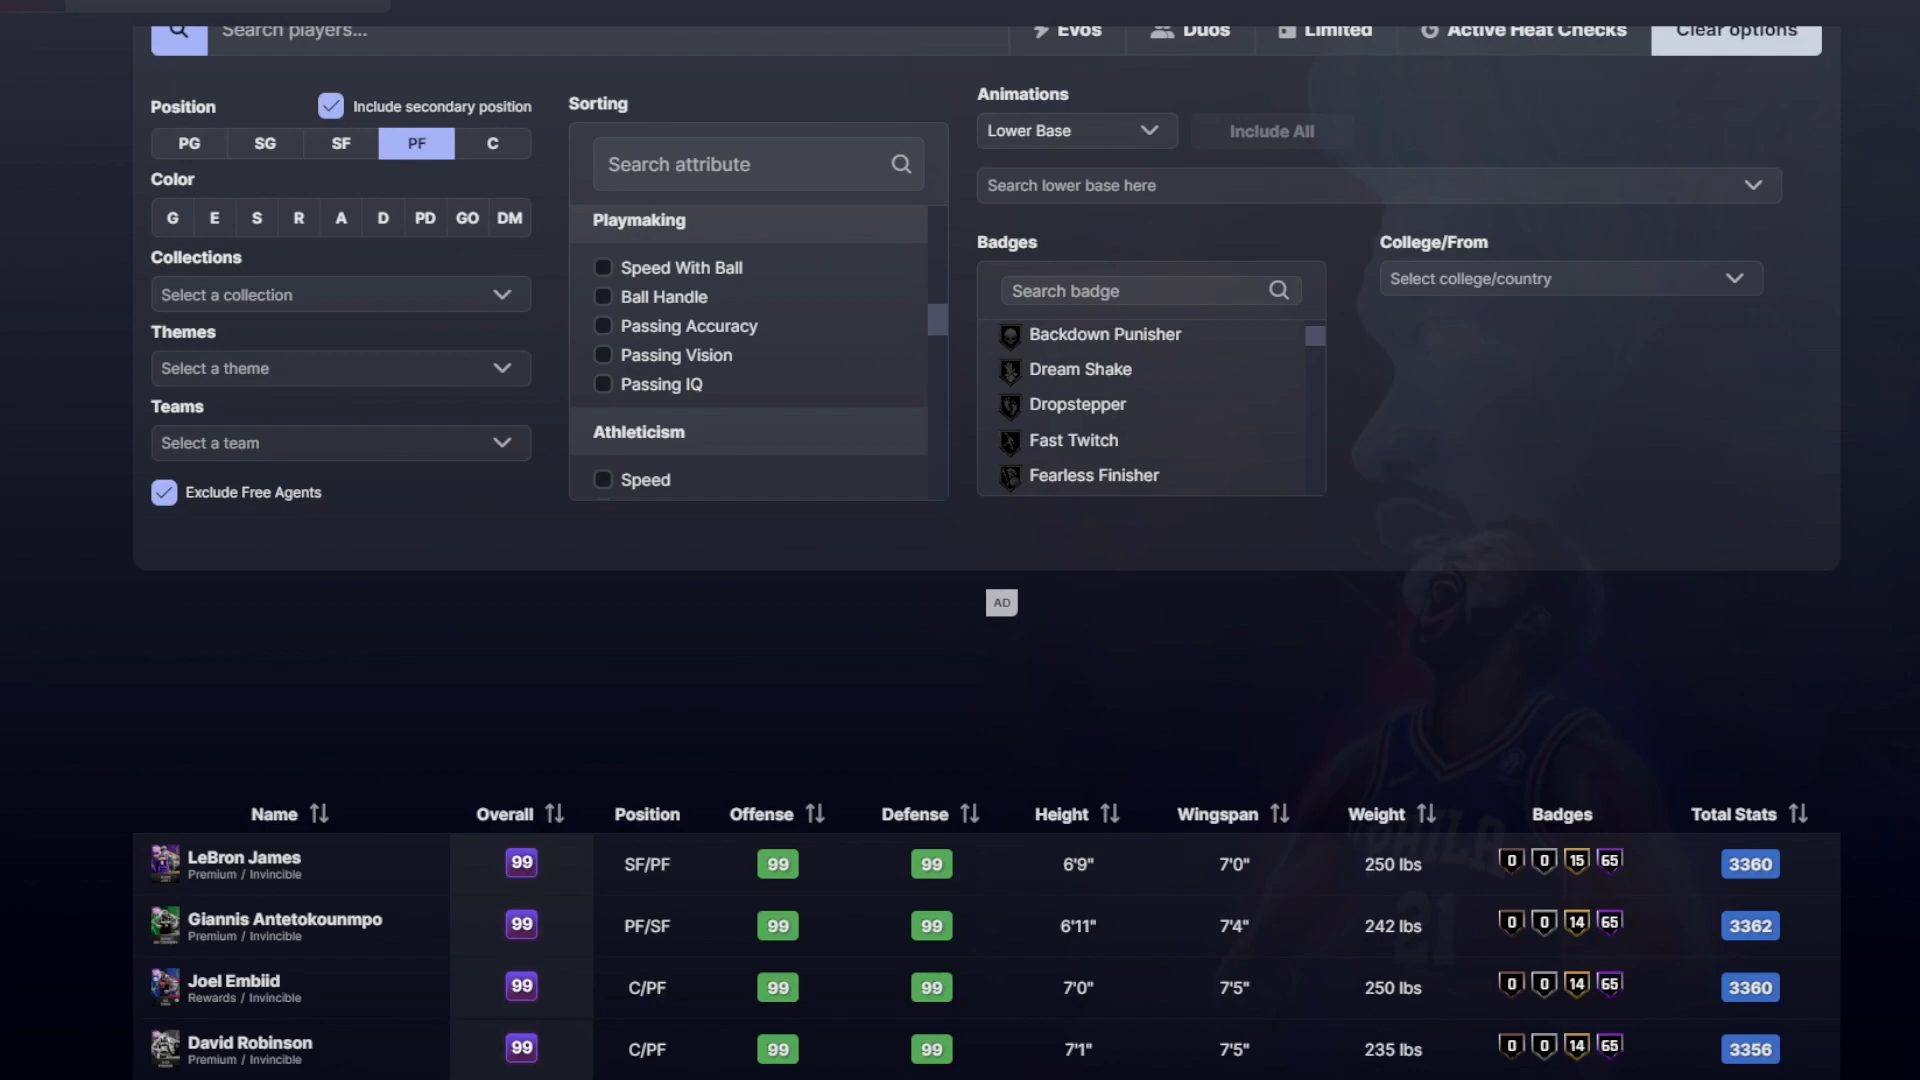 Search players...
Evos
Duos
Limited
Active Heat Checks
Clear options
Position
Include secondary position
PG SG SF PF C
Color
G E S R A D PD GO DM
Collections
Select a collection
Themes
Select a theme
Teams
Select a team
Exclude Free Agents
Sorting
Search attribute
Playmaking
Speed With Ball
Ball Handle
Passing Accuracy
Passing Vision
Passing IQ
Athleticism
Speed
Animations
Lower Base
Include All
Search lower base here
Badges
Search badge
Backdown Punisher
Dream Shake
Dropstepper
Fast Twitch
Fearless Finisher
College/From
Select college/country
AD
Name Overall Position Offense Defense Height Wingspan Weight Badges Total Stats
LeBron James 99 SF/PF 99 99 6'9" 7'0" 250 lbs 0 0 15 65 3360
Premium / Invincible
Giannis Antetokounmpo 99 PF/SF 99 99 6'11" 7'4" 242 lbs 0 0 14 65 3362
Premium / Invincible
Joel Embiid 99 C/PF 99 99 7'0" 7'5" 250 lbs 0 0 14 65 3360
Rewards / Invincible
David Robinson 99 C/PF 99 99 7'1" 7'5" 235 lbs 0 0 14 65 3356
Premium / Invincible
PHILA
21